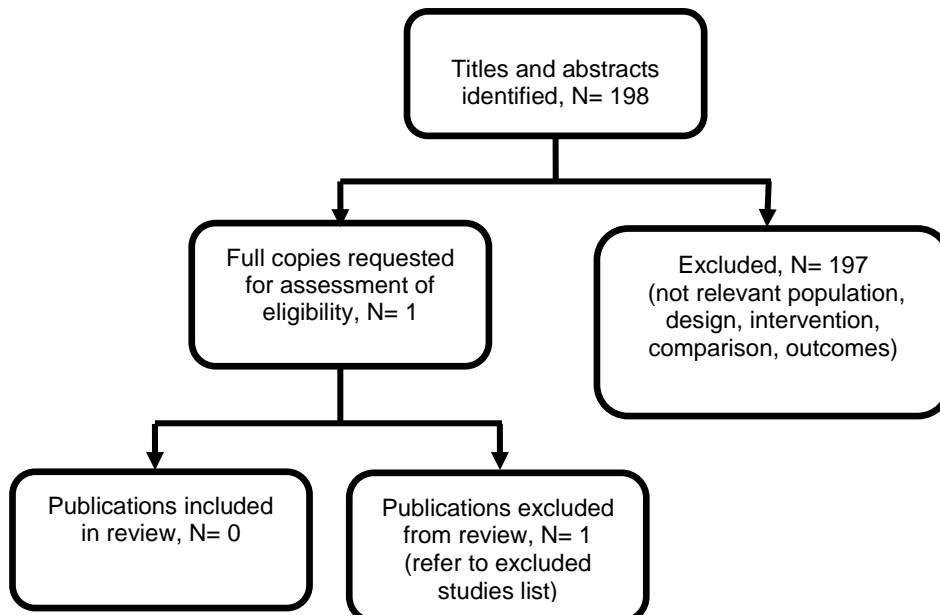 Titles and abstracts
identified, N= 198
Full copies requested
for assessment of
eligibility, N= 1
Excluded, N= 197
(not relevant population,
design, intervention,
comparison, outcomes)
Publications included
in review, N= 0
Publications excluded
from review, N= 1
(refer to excluded
studies list)